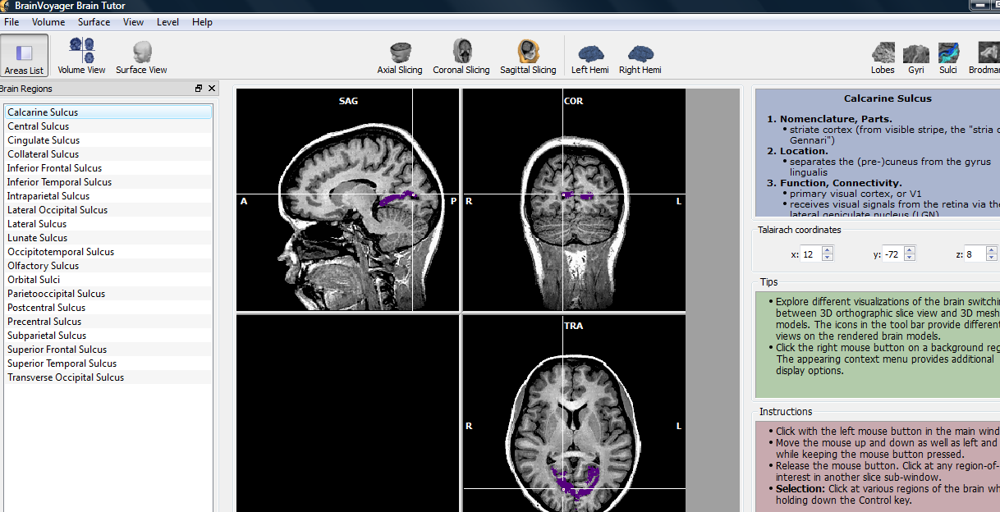 BrainVoyager Brain Tutor
File Volume Surface View Level Help
Areas List Volume View Surface View Axial Slicing Coronal Slicing Sagittal Slicing Left Hemi Right Hemi Lobes Gyri Sulci Brodman
Brain Regions
Calcarine Sulcus
Central Sulcus
Cingulate Sulcus
Collateral Sulcus
Inferior Frontal Sulcus
Inferior Temporal Sulcus
Intraparietal Sulcus
Lateral Occipital Sulcus
Lateral Sulcus
Lunate Sulcus
Occipitotemporal Sulcus
Olfactory Sulcus
Orbital Sulci
Parietooccipital Sulcus
Postcentral Sulcus
Precentral Sulcus
Subparietal Sulcus
Superior Frontal Sulcus
Superior Temporal Sulcus
Transverse Occipital Sulcus
SAG
A P
COR
R L
TRA
R L
Calcarine Sulcus
1. Nomenclature, Parts.
• striate cortex (from visible stripe, the "stria o
Gennari")
2. Location.
• separates the (pre-)cuneus from the gyrus
lingualis
3. Function, Connectivity.
• primary visual cortex, or V1
• receives visual signals from the retina via the
lateral geniculate nucleus (LGN)
Talairach coordinates
x: 12 y: -72 z: 8
Tips
• Explore different visualizations of the brain switchin
between 3D orthographic slice view and 3D mesh
models. The icons in the tool bar provide different
views on the rendered brain models.
• Click the right mouse button on a background reg
The appearing context menu provides additional
display options.
Instructions
• Click with the left mouse button in the main wind
• Move the mouse up and down as well as left and
while keeping the mouse button pressed.
• Release the mouse button. Click at any region-of-
interest in another slice sub-window.
• Selection: Click at various regions of the brain wh
holding down the Control key.